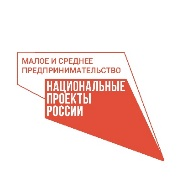 МАЛОЕ И СРЕДНЕЕ
ПРЕДПРИНИМАТЕЛЬСТВО
НАЦИОНАЛЬНЫЕ
ПРОЕКТЫ
РОССИИ